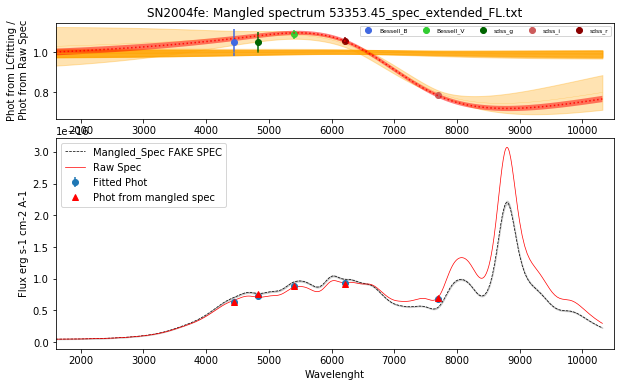 SN2004fe: Mangled spectrum 53353.45_spec_extended_FL.txt
Phot from LCfitting /
Phot from Raw Spec
1.0
0.8
Bessell_B
Bessell_V
sdss_g
sdss_i
sdss_r
2000 3000 4000 5000 6000 7000 8000 9000 10000
1e−16
Flux erg s-1 cm-2 A-1
3.0
2.5
2.0
1.5
1.0
0.5
0.0
Mangled_Spec FAKE SPEC
Raw Spec
Fitted Phot
Phot from mangled spec
2000 3000 4000 5000 6000 7000 8000 9000 10000
Wavelenght